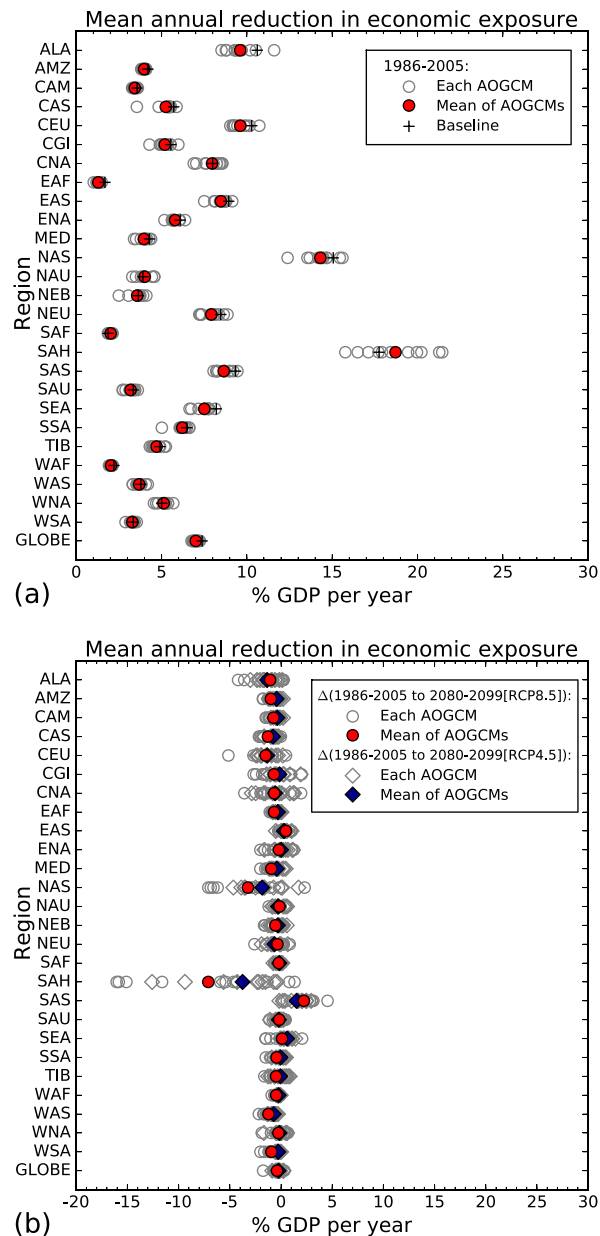 Mean annual reduction in economic exposure
ALA
AMZ
CAM
CAS
CEU
CGI
CNA
EAF
EAS
ENA
MED
NAS
NAU
NEB
NEU
SAF
SAH
SAS
SAU
SEA
SSA
TIB
WAF
WAS
WNA
WSA
GLOBE
Region
1986-2005:
Each AOGCM
Mean of AOGCMs
Baseline
0 5 10 15 20 25 30
% GDP per year
(a)
Mean annual reduction in economic exposure
ALA
AMZ
CAM
CAS
CEU
CGI
CNA
EAF
EAS
ENA
MED
NAS
NAU
NEB
NEU
SAF
SAH
SAS
SAU
SEA
SSA
TIB
WAF
WAS
WNA
WSA
GLOBE
Region
Δ(1986-2005 to 2080-2099[RCP8.5]):
Each AOGCM
Mean of AOGCMs
Δ(1986-2005 to 2080-2099[RCP4.5]):
Each AOGCM
Mean of AOGCMs
-20 -15 -10 -5 0 5 10 15 20 25 30
% GDP per year
(b)